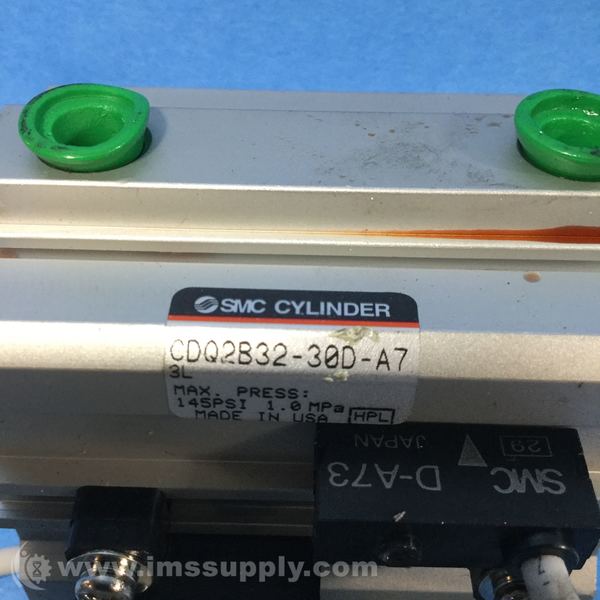 SMC CYLINDER
CDQ2B32-30D-A7
3L
MAX. PRESS:
145PSI 1.0 MPa
MADE IN USA HPL
SMC 29
D-A73 JAPAN
www.imssupply.com